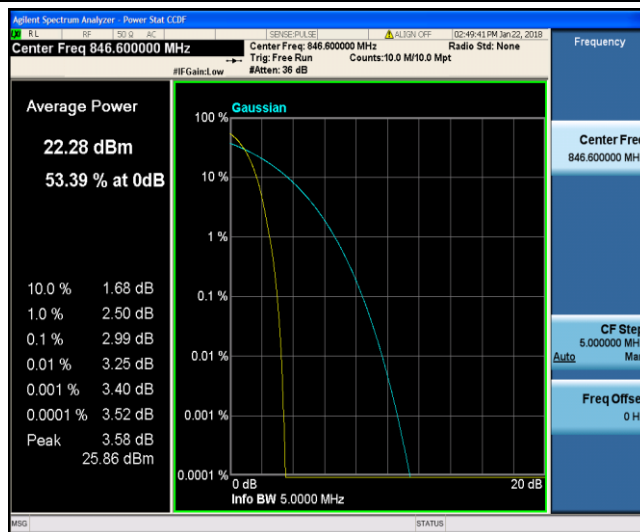 Agilent Spectrum Analyzer - Power Stat CCDF
RL RF 50 Ω AC SENSE:PULSE ALIGN OFF 02:49:41 PM Jan 22, 2018
Center Freq 846.600000 MHz
Center Freq: 846.600000 MHz Radio Std: None
Trig: Free Run Counts:10.0 M/10.0 Mpt
#IFGain:Low #Atten: 36 dB
Frequency
Average Power
22.28 dBm
53.39 % at 0dB
10.0 % 1.68 dB
1.0 % 2.50 dB
0.1 % 2.99 dB
0.01 % 3.25 dB
0.001 % 3.40 dB
0.0001 % 3.52 dB
Peak 3.58 dB
25.86 dBm
Gaussian
100 %
10 %
1 %
0.1 %
0.01 %
0.001 %
0.0001 %
0 dB 20 dB
Info BW 5.0000 MHz
Center Fre
846.600000 MH
CF Step
5.000000 MH
Auto Ma
Freq Offse
0 H
MSG STATUS